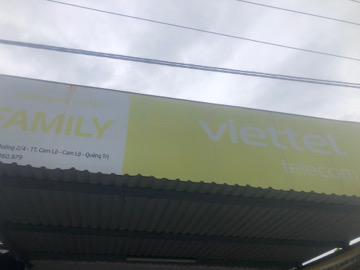 FAMILY
Đường 2/4 - TT. Cam Lộ - Cam Lộ - Quảng Trị
viettel
telecom